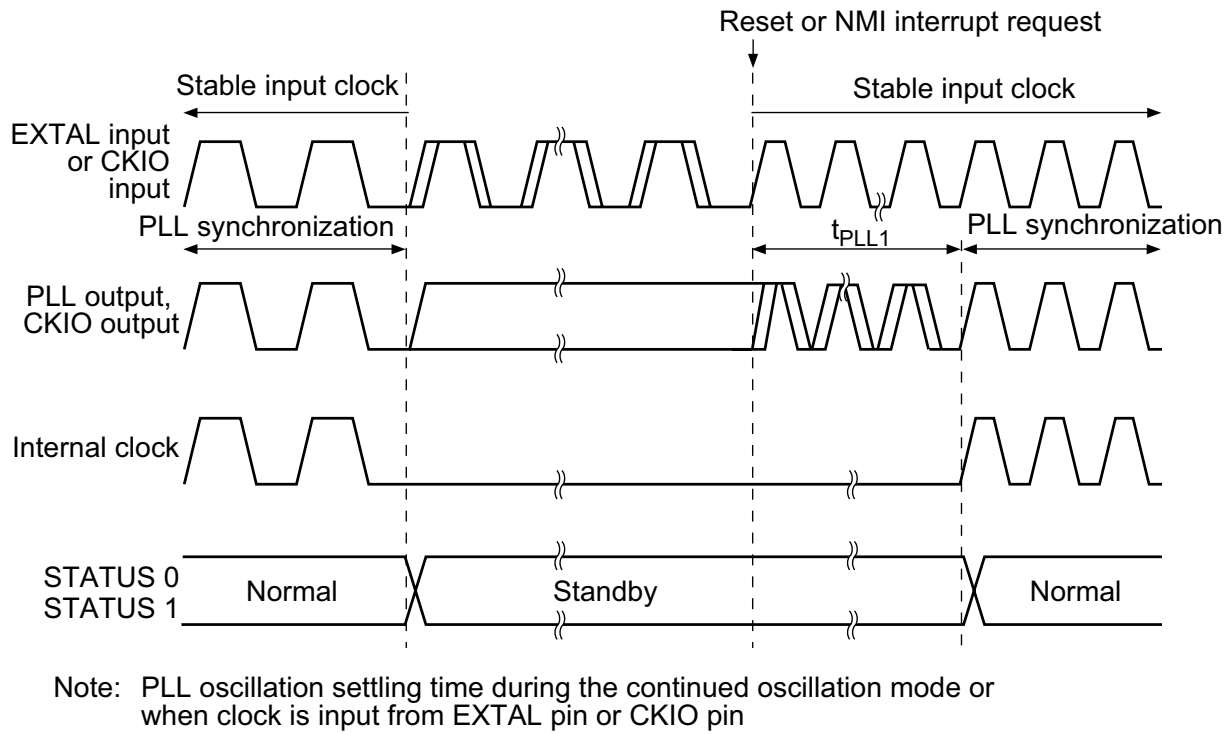 Reset or NMI interrupt request
Stable input clock
Stable input clock
EXTAL input
or CKIO
input
PLL synchronization
tPLL1
PLL synchronization
PLL output,
CKIO output
Internal clock
STATUS 0
STATUS 1
Normal
Standby
Normal
Note: PLL oscillation settling time during the continued oscillation mode or
when clock is input from EXTAL pin or CKIO pin